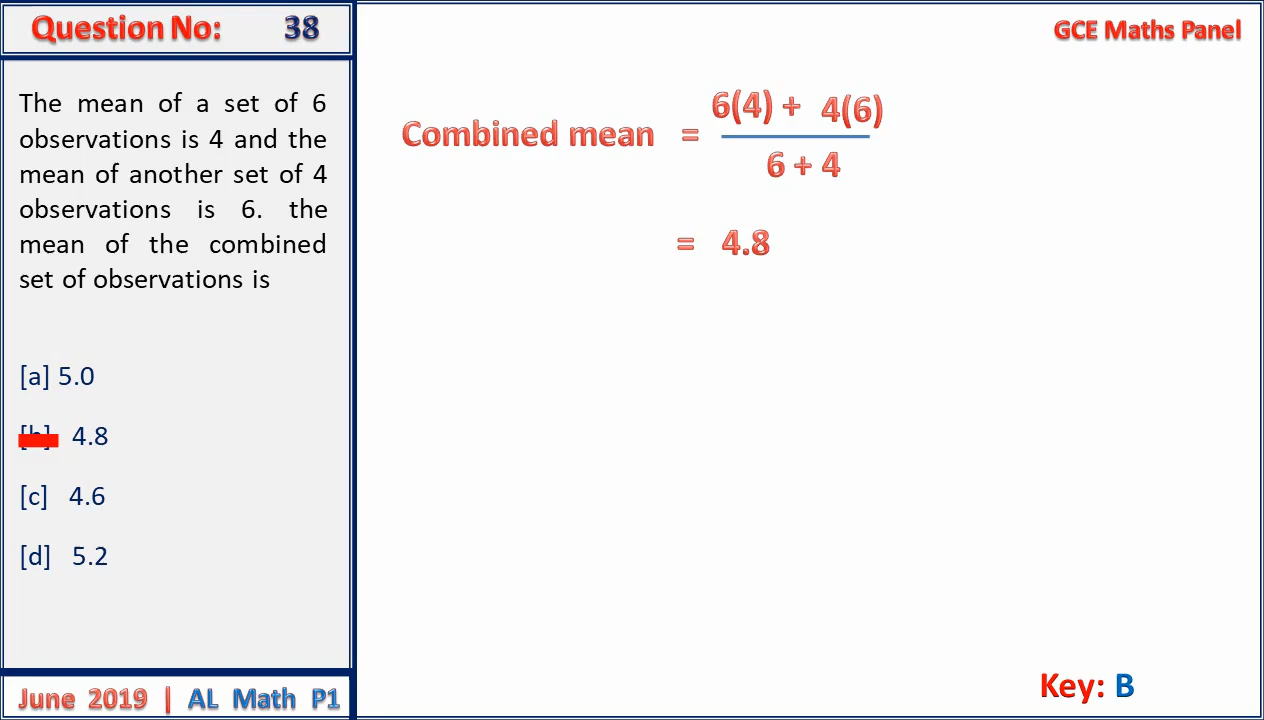 Question No: 38
GCE Maths Panel
The mean of a set of 6
observations is 4 and the
mean of another set of 4
observations is 6. the
mean of the combined
set of observations is
[a] 5.0
[b] 4.8
[c] 4.6
[d] 5.2
Combined mean = 6(4) + 4(6)
6 + 4
= 4.8
June 2019 | AL Math P1
Key: B